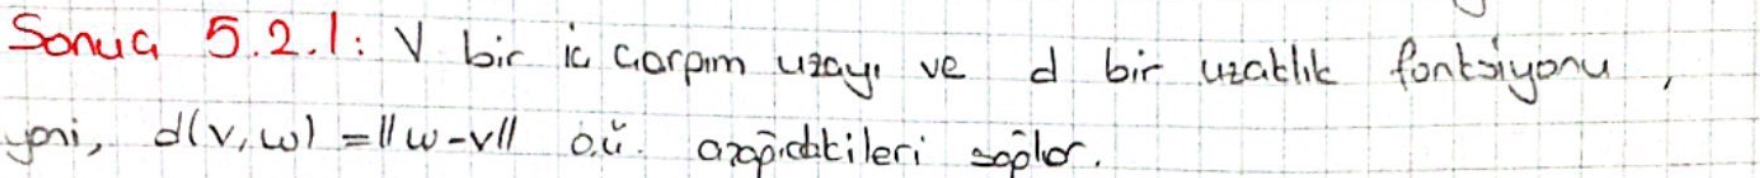 Sonuç 5.2.1: V bir iç çarpım uzayı ve d bir uzaklık fonksiyonu,
yani, d(v,w) = ||w-v|| o.ü. aşağıdakileri sağlar.